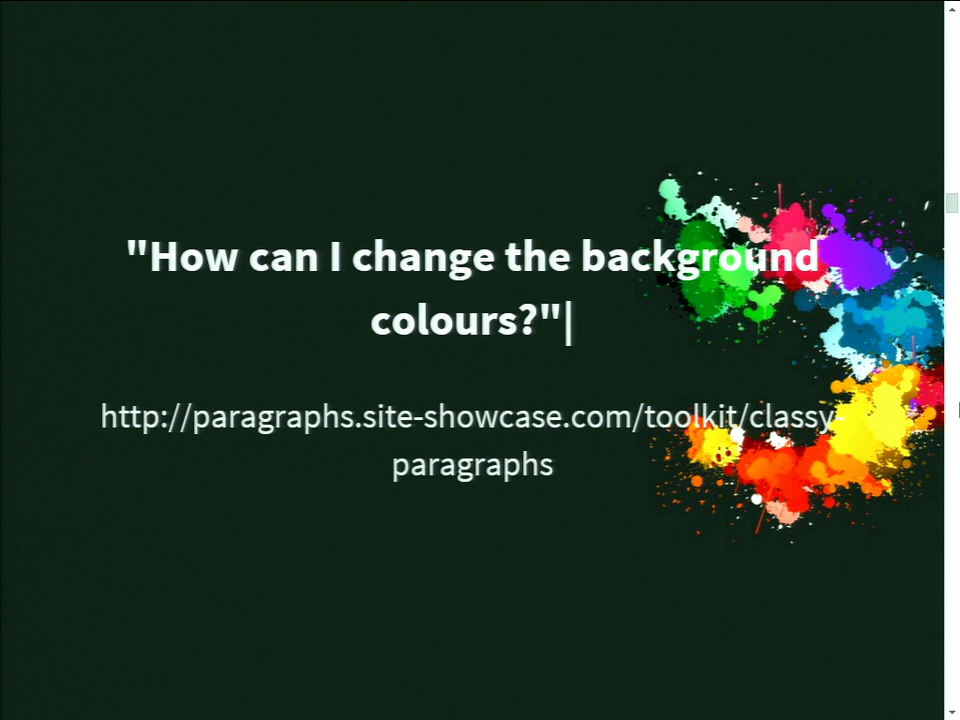 "How can I change the background
colours?"|
http://paragraphs.site-showcase.com/toolkit/classy-
paragraphs